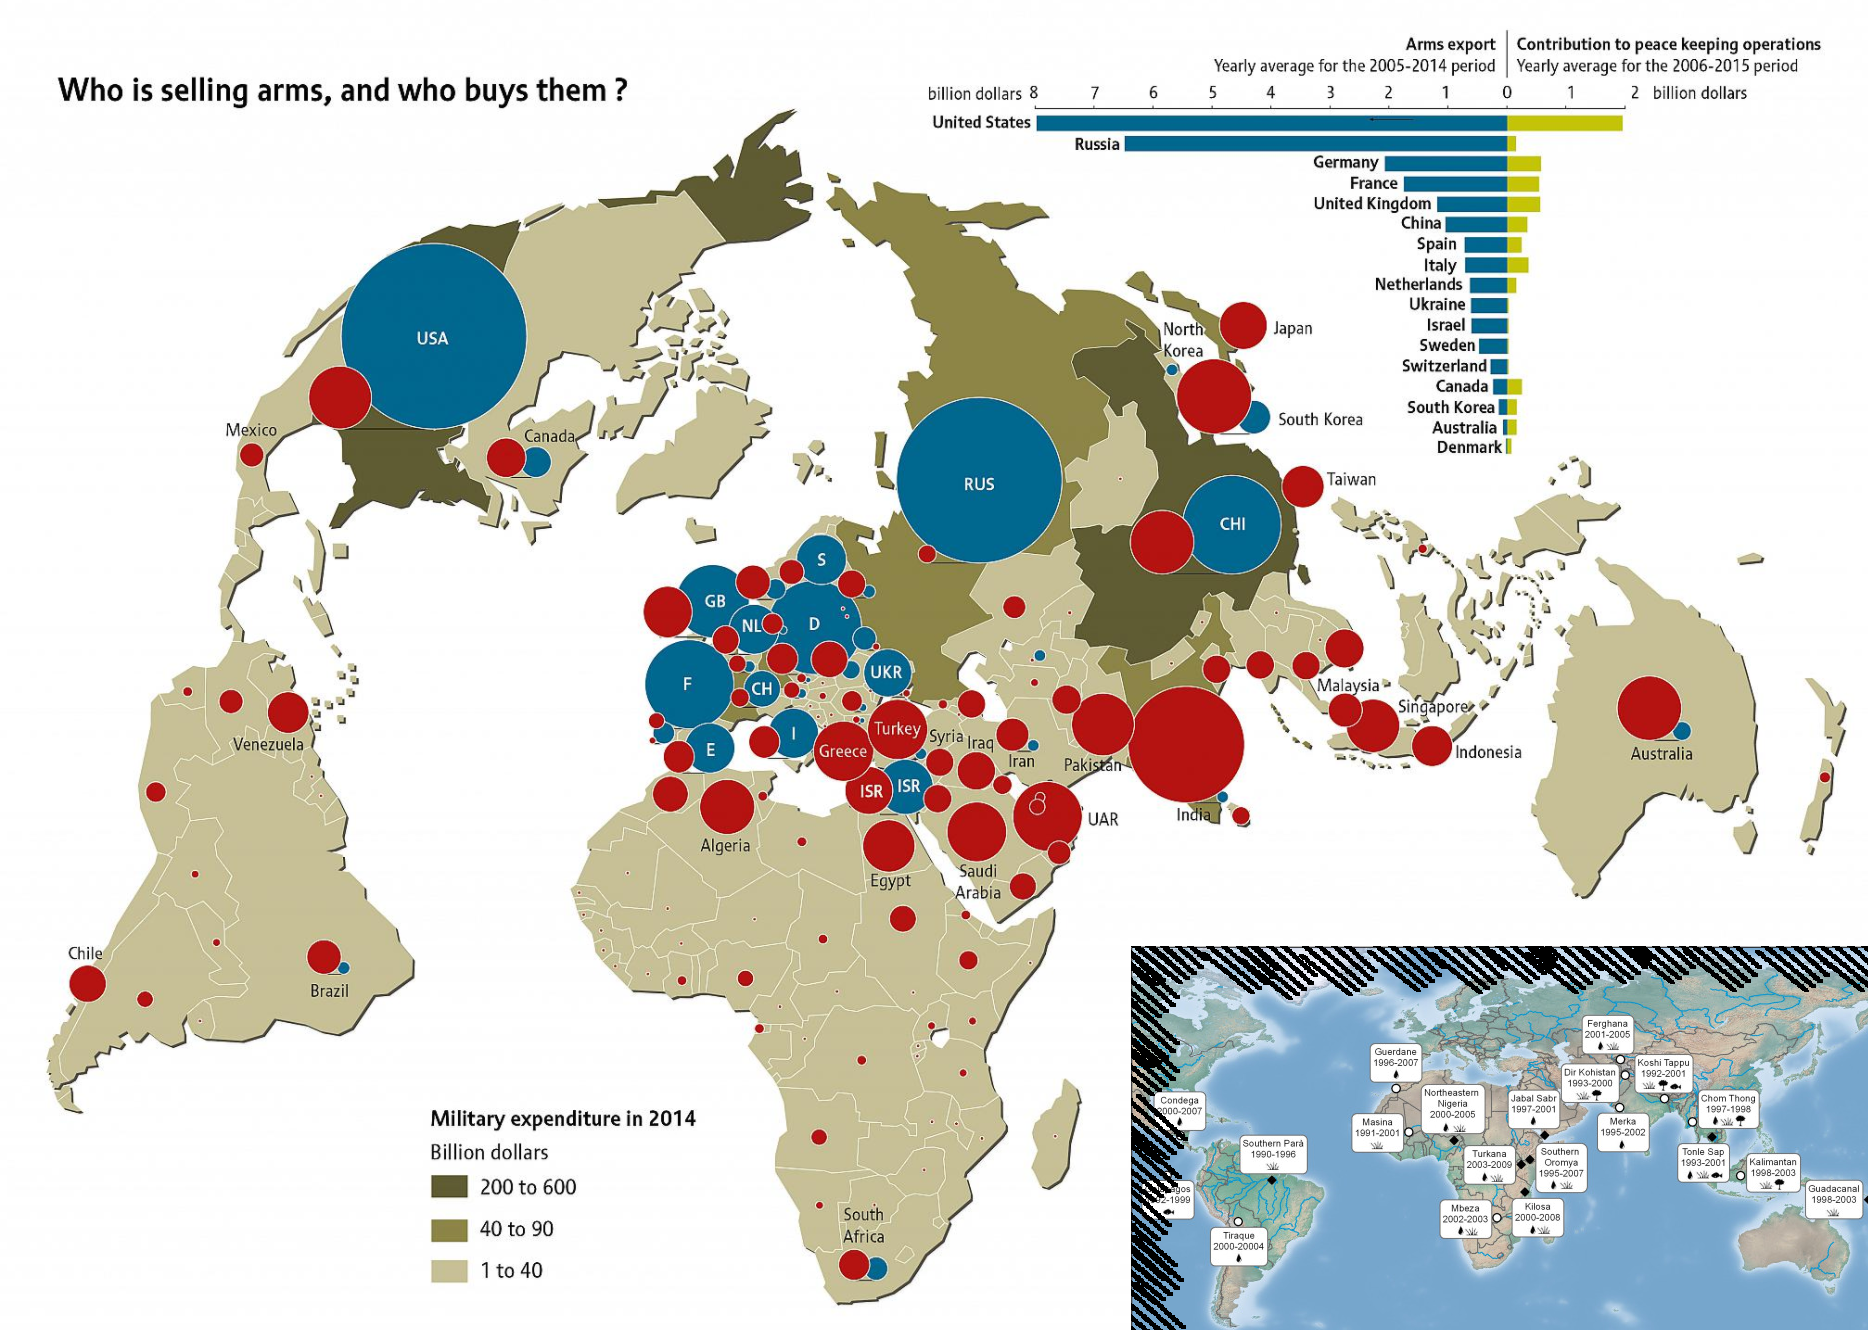 Who is selling arms, and who buys them ?
Arms export
Yearly average for the 2005-2014 period
Contribution to peace keeping operations
Yearly average for the 2006-2015 period
billion dollars 8 7 6 5 4 3 2 1 0 1 2 billion dollars
United States
Russia
Germany
France
United Kingdom
China
Spain
Italy
Netherlands
Ukraine
Israel
Sweden
Switzerland
Canada
South Korea
Australia
Denmark
USA
Mexico
Canada
RUS
North
Korea
Japan
South Korea
Taiwan
CHI
S
GB
NL
D
F
CH
UKR
E
I
Greece
Turkey
ISR
ISR
Syria
Iraq
Iran
Pakistan
India
UAR
Saudi
Arabia
Egypt
Algeria
Malaysia
Singapore
Indonesia
Australia
Venezuela
Chile
Brazil
South
Africa
Military expenditure in 2014
Billion dollars
200 to 600
40 to 90
1 to 40
Ferghana
2001-2005
Guerdane
1996-2007
Koshi Tappu
1992-2001
Dir Kohistan
1993-2000
Condega
2000-2007
Northeastern
Nigeria
2000-2005
Jabal Sabr
1997-2001
Chom Thong
1997-1998
Masina
1991-2001
Merka
1995-2002
Southern Pará
1990-1996
Turkana
2003-2009
Southern
Oromya
1995-2007
Tonle Sap
1993-2001
Kalimantan
1998-2003
Guadacanal
1998-2003
Mbeza
2002-2003
Kilosa
2000-2008
Tiraque
2000-20004